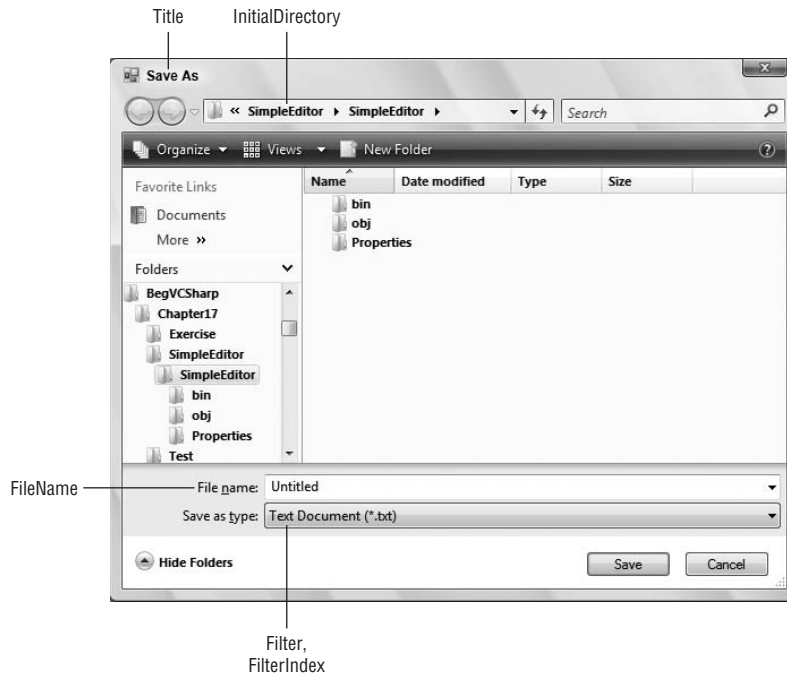 Title
InitialDirectory
Save As
« SimpleEditor SimpleEditor
Search
Organize Views New Folder
Favorite Links
Documents
More »
Folders
BegVCSharp
Chapter17
Exercise
SimpleEditor
SimpleEditor
bin
obj
Properties
Test
Name Date modified Type Size
bin
obj
Properties
FileName
File name: Untitled
Save as type: Text Document (*.txt)
Hide Folders
Save
Cancel
Filter,
FilterIndex